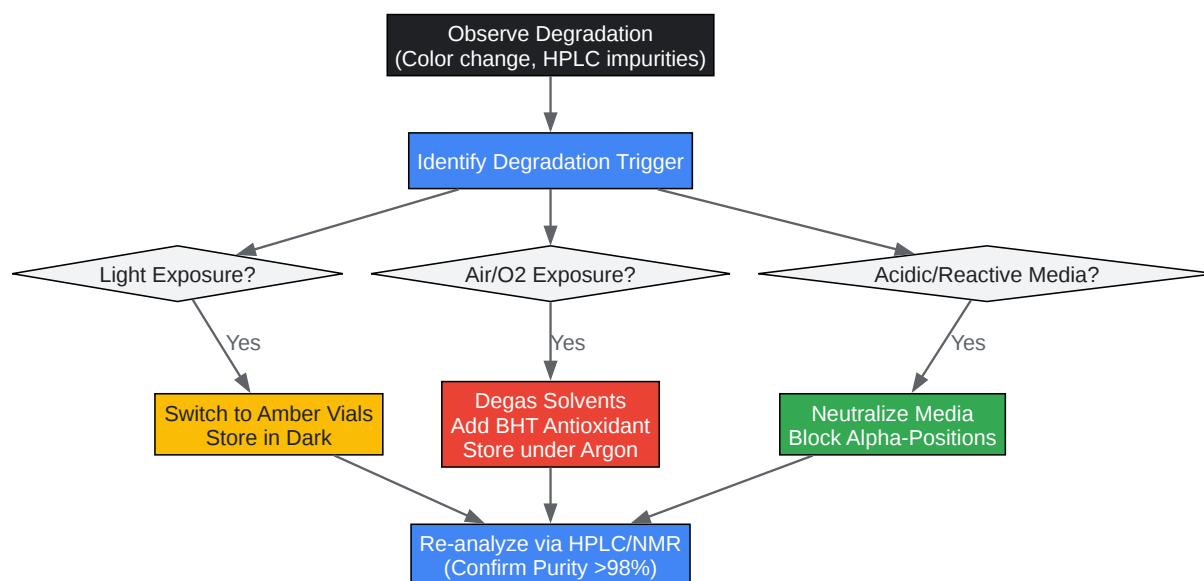 Observe Degradation
(Color change, HPLC impurities)
Identify Degradation Trigger
Light Exposure?
Air/O2 Exposure?
Acidic/Reactive Media?
Yes
Yes
Yes
Switch to Amber Vials
Store in Dark
Degas Solvents
Add BHT Antioxidant
Store under Argon
Neutralize Media
Block Alpha-Positions
Re-analyze via HPLC/NMR
(Confirm Purity >98%)